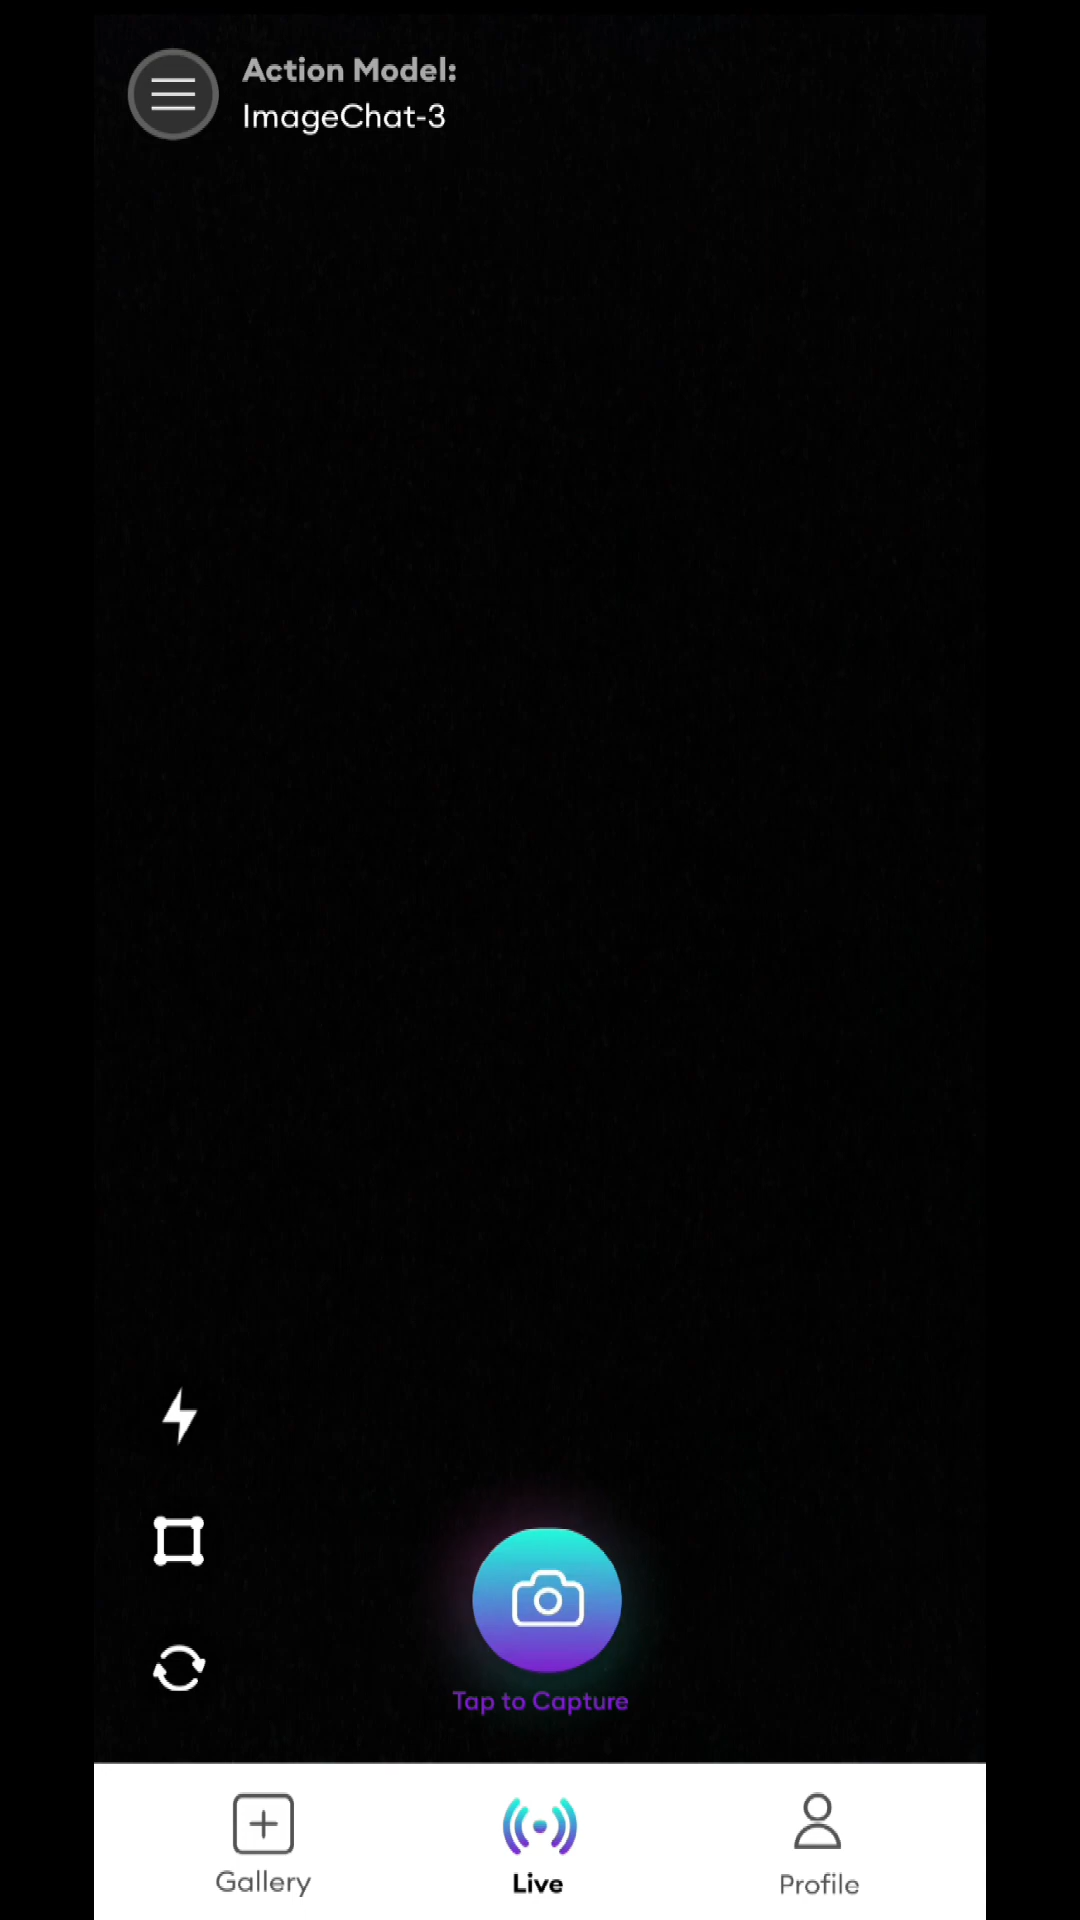 Action Model:
ImageChat-3
Tap to Capture
Gallery
Live
Profile